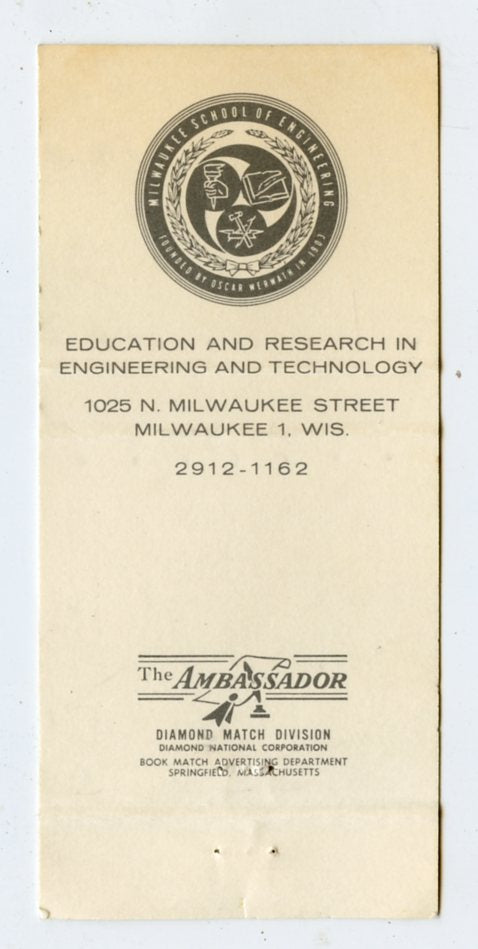 MILWAUKEE SCHOOL OF ENGINEERING
FOUNDED BY OSCAR WERWATH IN 1903
EDUCATION AND RESEARCH IN
ENGINEERING AND TECHNOLOGY
1025 N. MILWAUKEE STREET
MILWAUKEE 1, WIS.
2912-1162
The AMBASSADOR
DIAMOND MATCH DIVISION
DIAMOND NATIONAL CORPORATION
BOOK MATCH ADVERTISING DEPARTMENT
SPRINGFIELD, MASSACHUSETTS